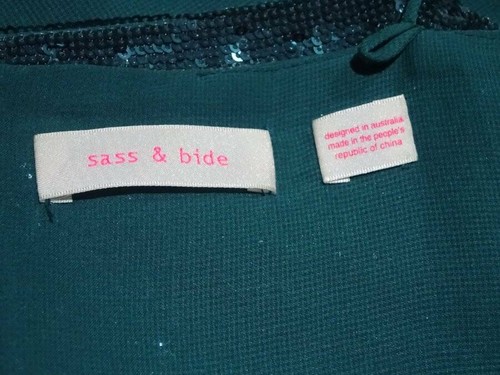 sass & bide
designed in australia
made in the people's
republic of china